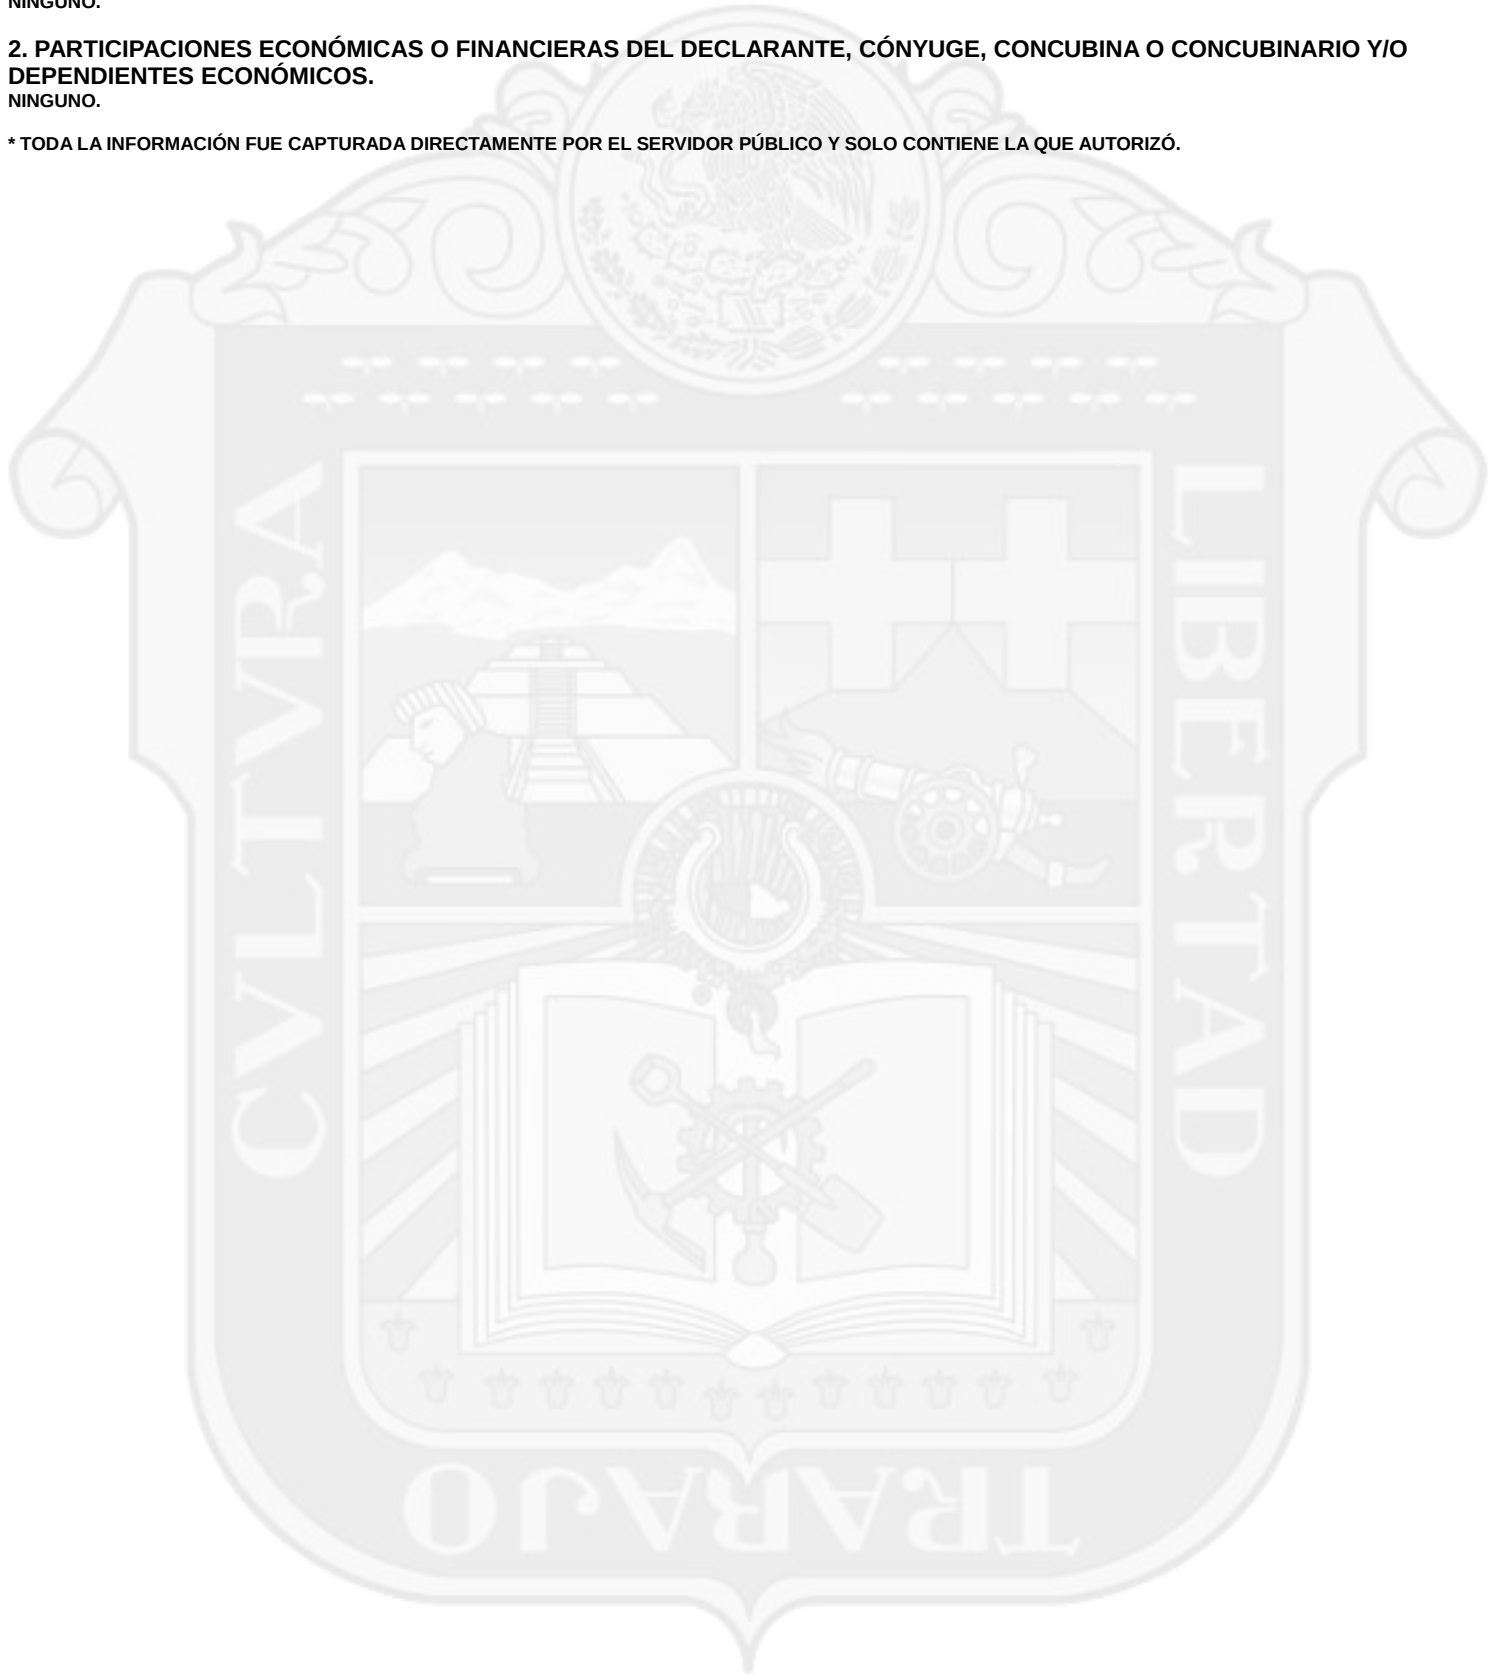 NINGUNO.
2. PARTICIPACIONES ECONÓMICAS O FINANCIERAS DEL DECLARANTE, CÓNYUGE, CONCUBINA O CONCUBINARIO Y/O
DEPENDIENTES ECONÓMICOS.
NINGUNO.
* TODA LA INFORMACIÓN FUE CAPTURADA DIRECTAMENTE POR EL SERVIDOR PÚBLICO Y SOLO CONTIENE LA QUE AUTORIZÓ.
CVLTVRA
LIBERTAD
TRABAJO